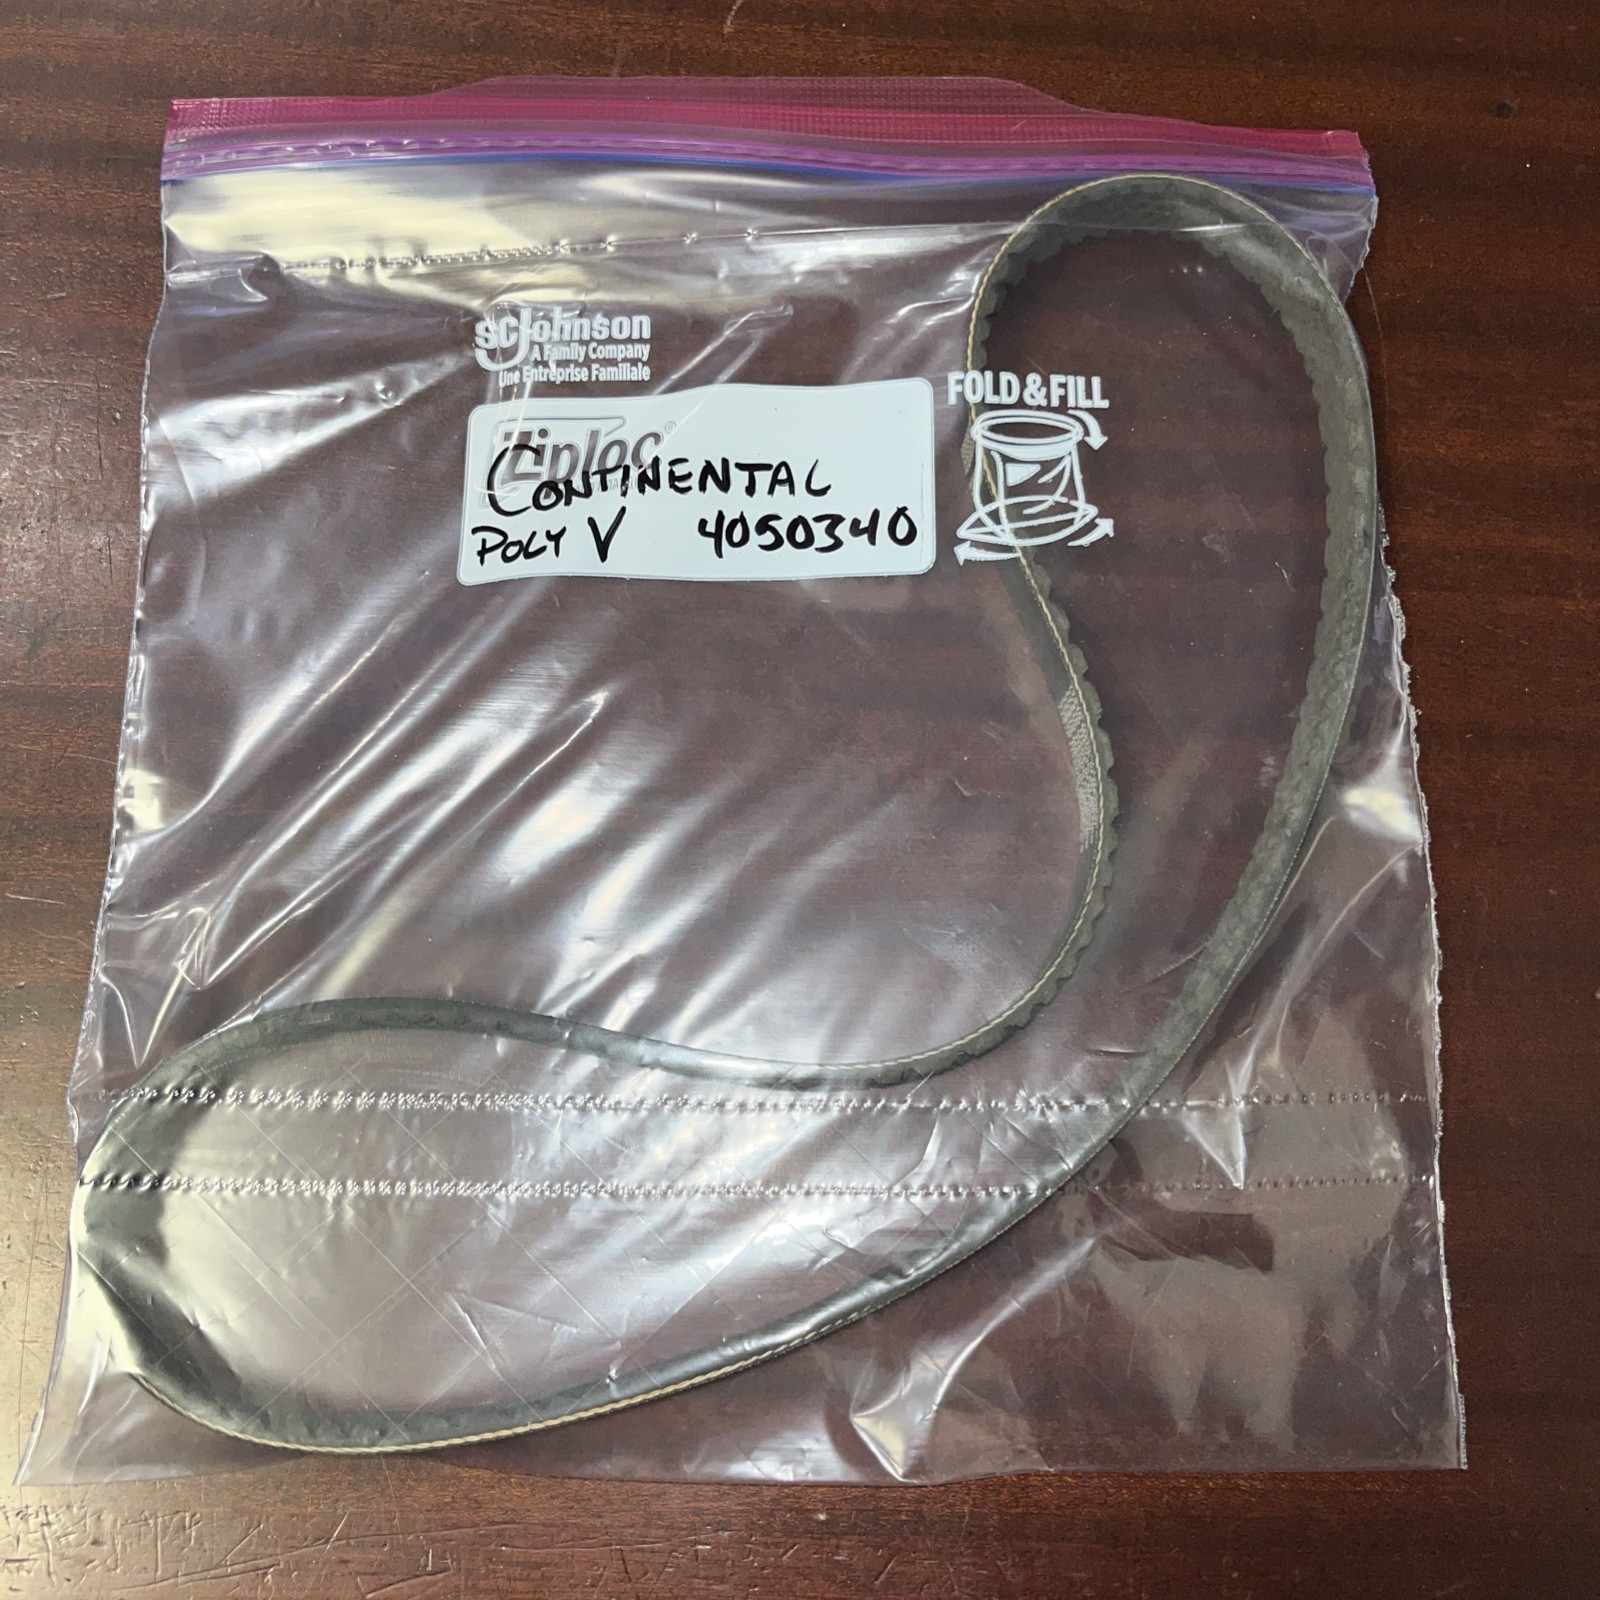 SC Johnson
A Family Company
Une Entreprise Familiale
FOLD & FILL
Ziploc®
CONTINENTAL
POLY V 4050340